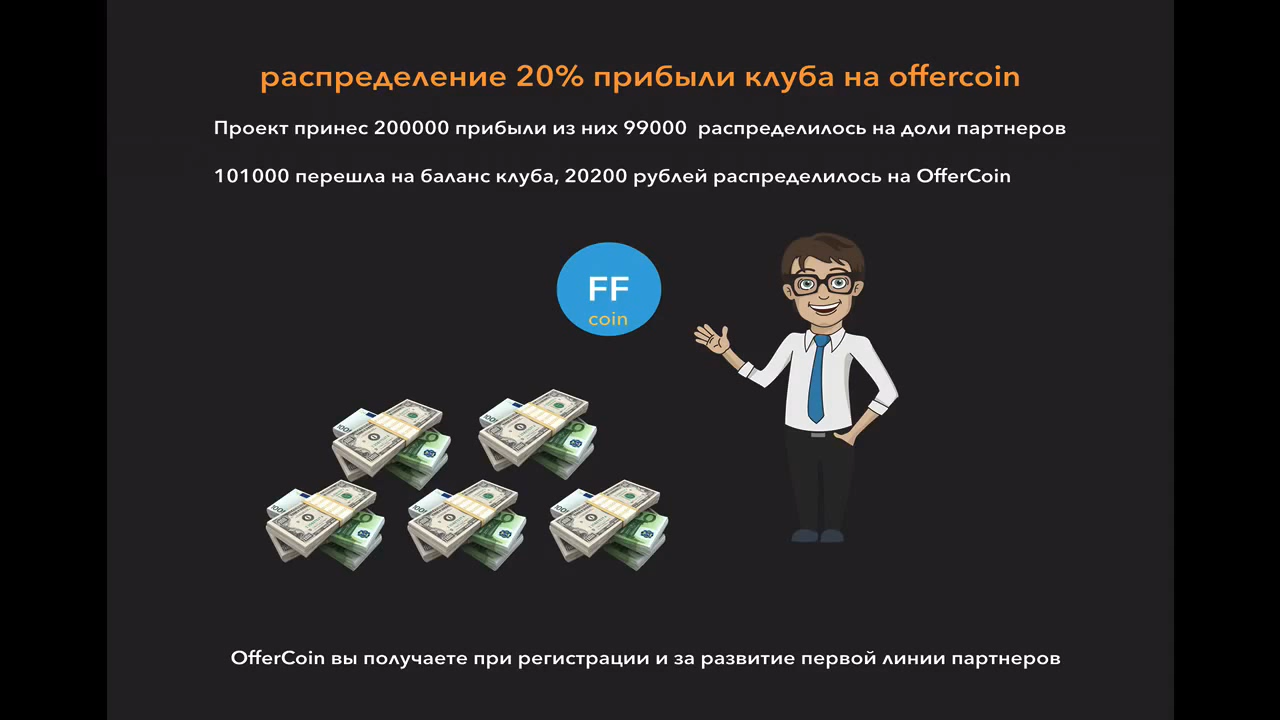 распределение 20% прибыли клуба на offercoin
Проект принес 200000 прибыли из них 99000 распределилось на доли партнеров
101000 перешла на баланс клуба, 20200 рублей распределилось на OfferCoin
FF
coin
OfferCoin вы получаете при регистрации и за развитие первой линии партнеров